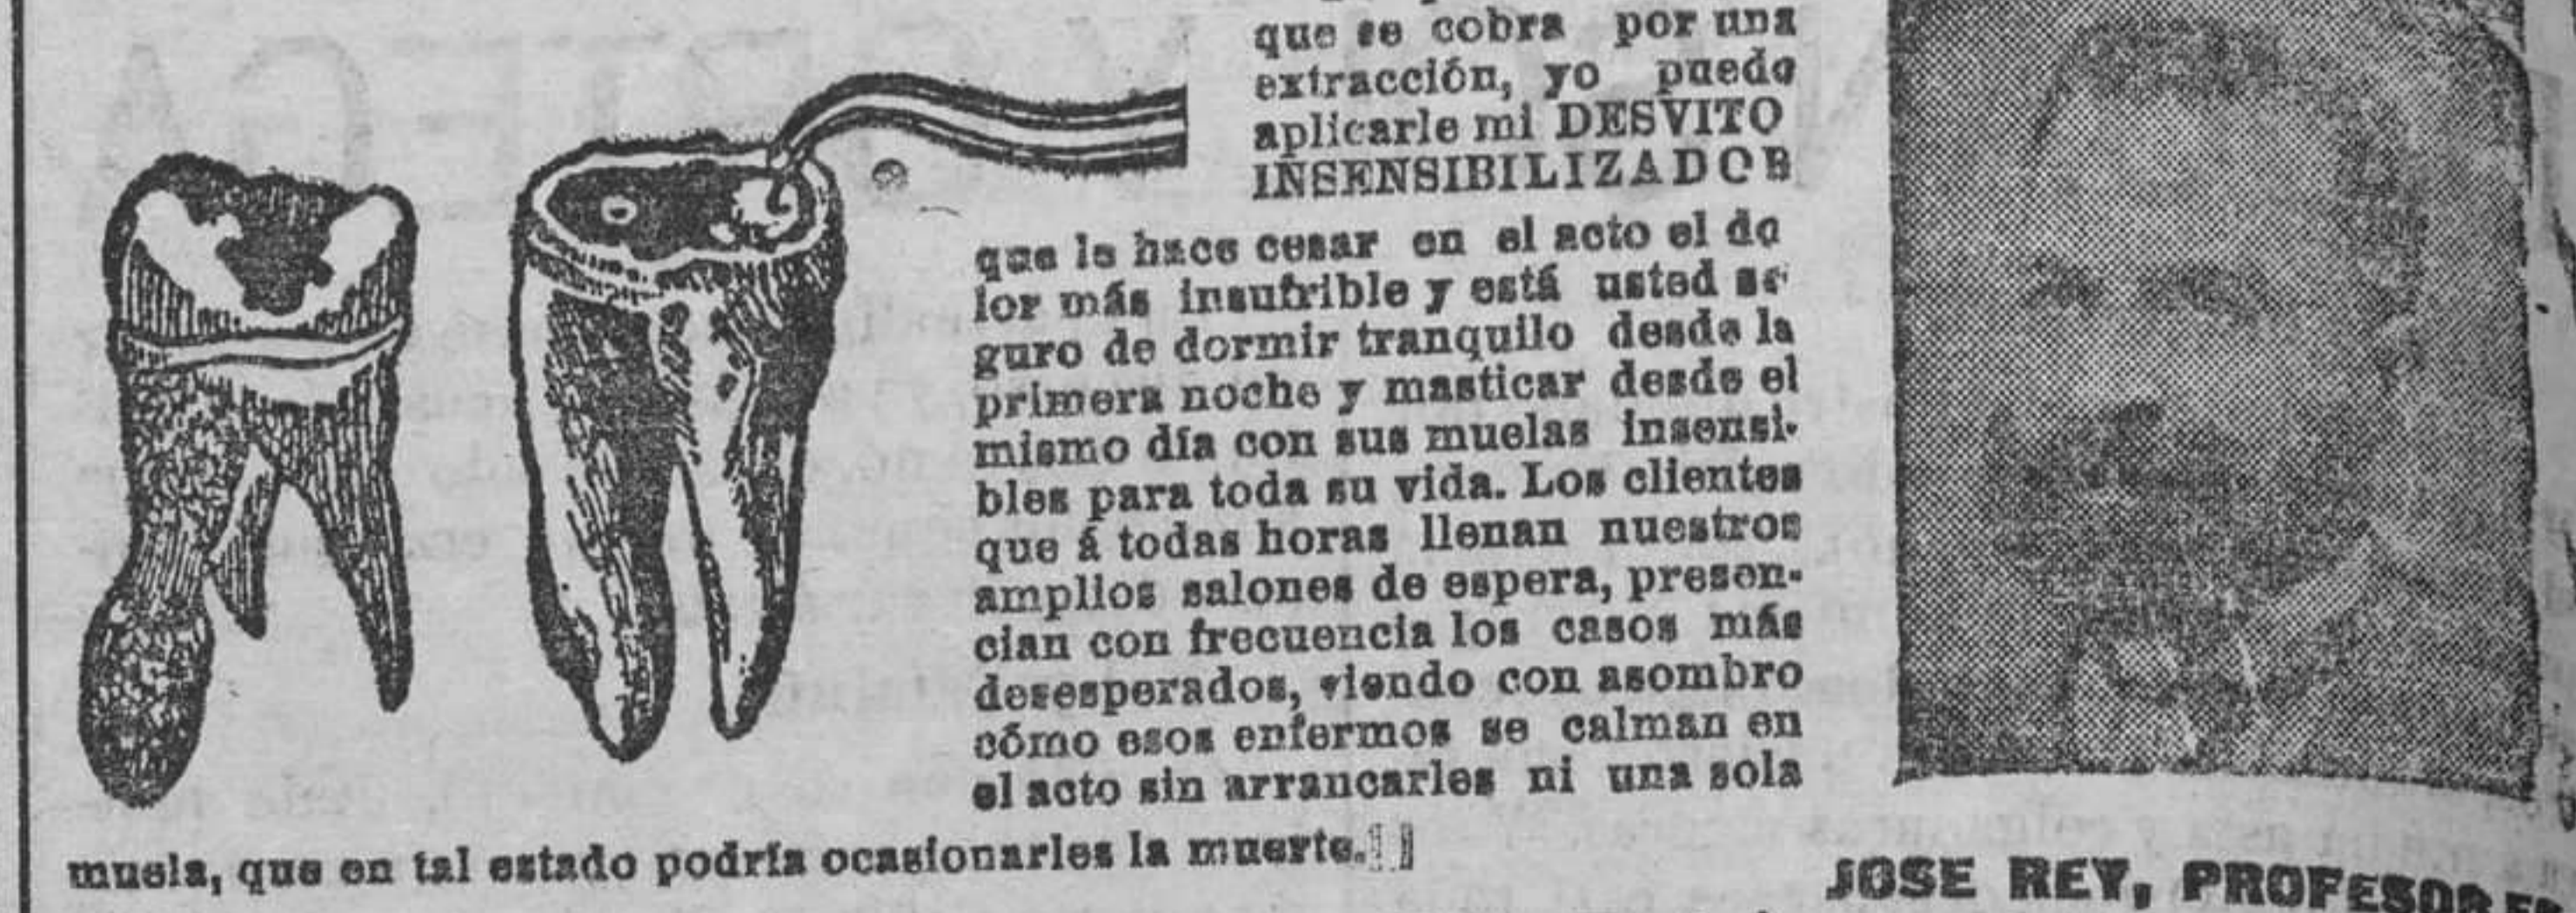 que se cobra por una
extracción, yo puedo
aplicarle mi DESVITO
INSENSIBILIZADOR
que le hace cesar en el acto el do
lor más insufrible y está usted se
guro de dormir tranquilo desde la
primera noche y masticar desde el
mismo día con sus muelas insensi-
bles para toda su vida. Los clientes
que á todas horas llenan nuestros
amplios salones de espera, presen-
cian con frecuencia los casos más
desesperados, viendo con asombro
cómo esos enfermos se calman en
el acto sin arrancarles ni una sola
muela, que en tal estado podría ocasionarles la muerte.
JOSE REY, PROFESOR